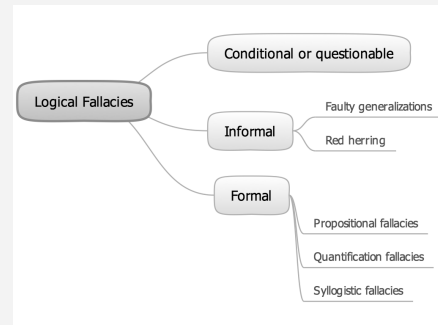 Logical Fallacies
Conditional or questionable
Informal
Faulty generalizations
Red herring
Formal
Propositional fallacies
Quantification fallacies
Syllogistic fallacies